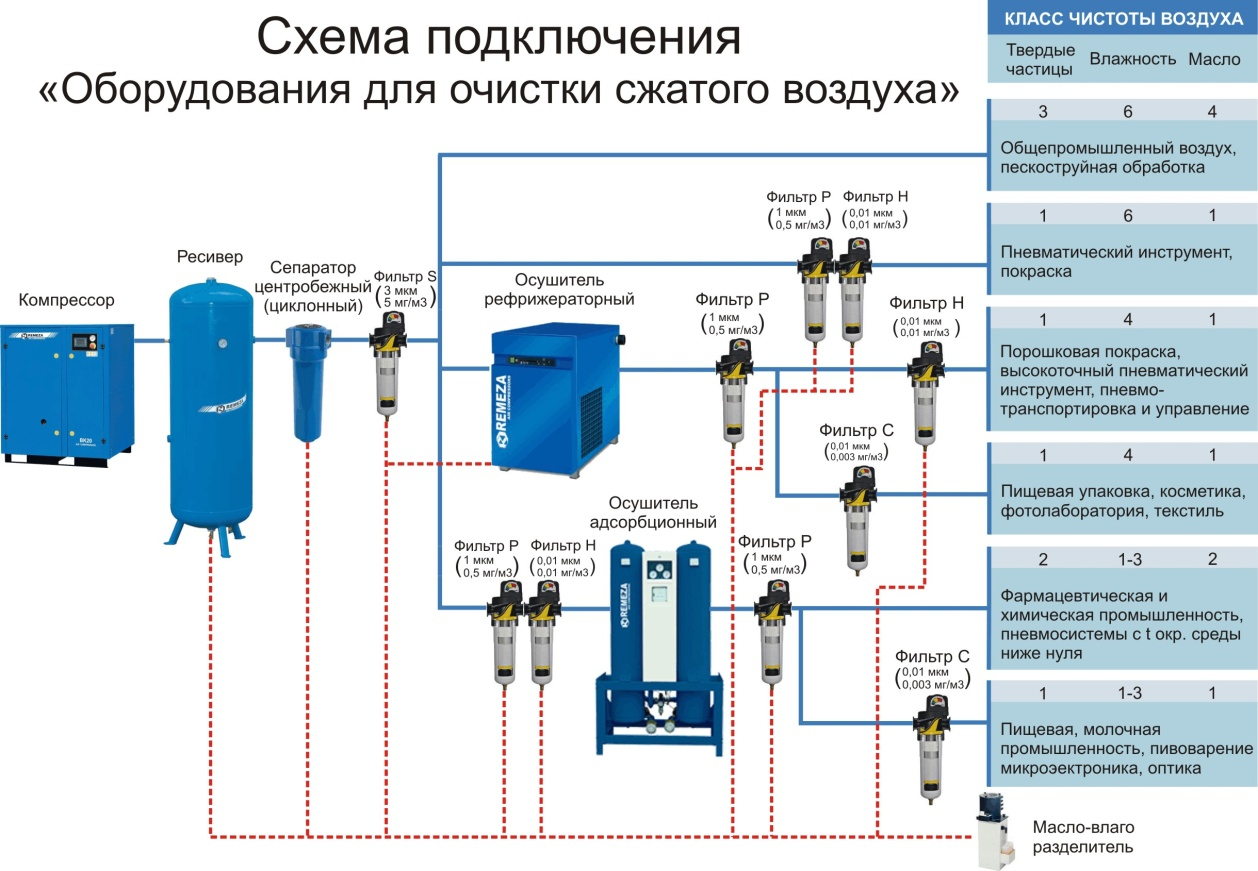 Схема подключения
«Оборудования для очистки сжатого воздуха»
КЛАСС ЧИСТОТЫ ВОЗДУХА
Твердые
частицы
Влажность
Масло
3 6 4
Общепромышленный воздух,
пескоструйная обработка
1 6 1
Пневматический инструмент,
покраска
1 4 1
Порошковая покраска,
высокоточный пневматический
инструмент, пневмо-
транспортировка и управление
1 4 1
Пищевая упаковка, косметика,
фотолаборатория, текстиль
2 1-3 2
Фармацевтическая и
химическая промышленность,
пневмосистемы с t окр. среды
ниже нуля
1 1-3 1
Пищевая, молочная
промышленность, пивоварение
микроэектроника, оптика
Компрессор
REMEZA
ВК20
Ресивер
REMEZA
Сепаратор
центробежный
(циклонный)
Фильтр S
(3 мкм
5 мг/м3)
Осушитель
рефрижераторный
REMEZA
AIR COMPRESSORS
Фильтр P
(1 мкм
0,5 мг/м3)
Фильтр H
(0,01 мкм
0,01 мг/м3)
Фильтр P
(1 мкм
0,5 мг/м3)
Фильтр H
(0,01 мкм
0,01 мг/м3)
Фильтр C
(0,01 мкм
0,003 мг/м3)
Осушитель
адсорбционный
REMEZA
Фильтр P
(1 мкм
0,5 мг/м3)
Фильтр H
(0,01 мкм
0,01 мг/м3)
Фильтр P
(1 мкм
0,5 мг/м3)
Фильтр C
(0,01 мкм
0,003 мг/м3)
Масло-влаго
разделитель